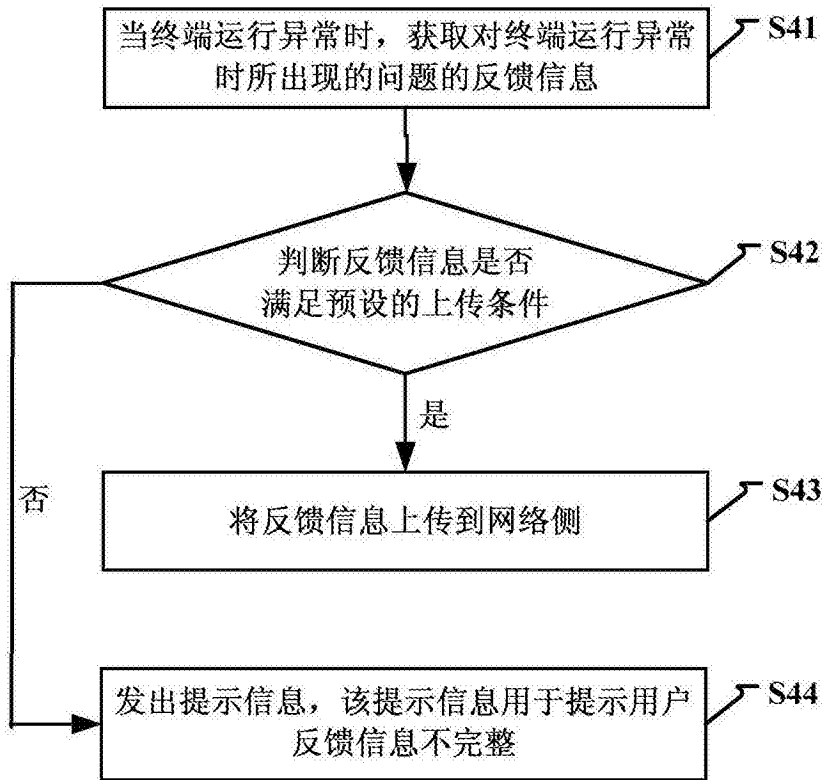 当终端运行异常时，获取对终端运行异常
时所出现的问题的反馈信息
S41
判断反馈信息是否
满足预设的上传条件
S42
是
否
将反馈信息上传到网络侧
S43
发出提示信息，该提示信息用于提示用户
反馈信息不完整
S44